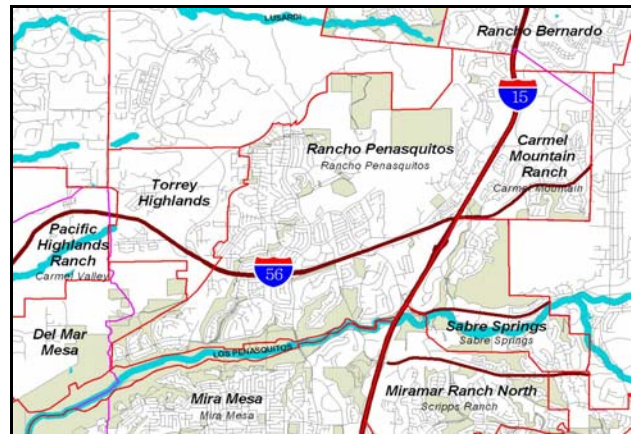 LUSARDI
Rancho Bernardo
15
Rancho Penasquitos
Rancho Penasquitos
Carmel
Mountain
Ranch
Carmel Mountain
Torrey
Highlands
Pacific
Highlands
Ranch
Carmel Valley
56
Del Mar
Mesa
LOS PENASQUITOS
Sabre Springs
Sabre Springs
Mira Mesa
Mira Mesa
Miramar Ranch North
Scripps Ranch